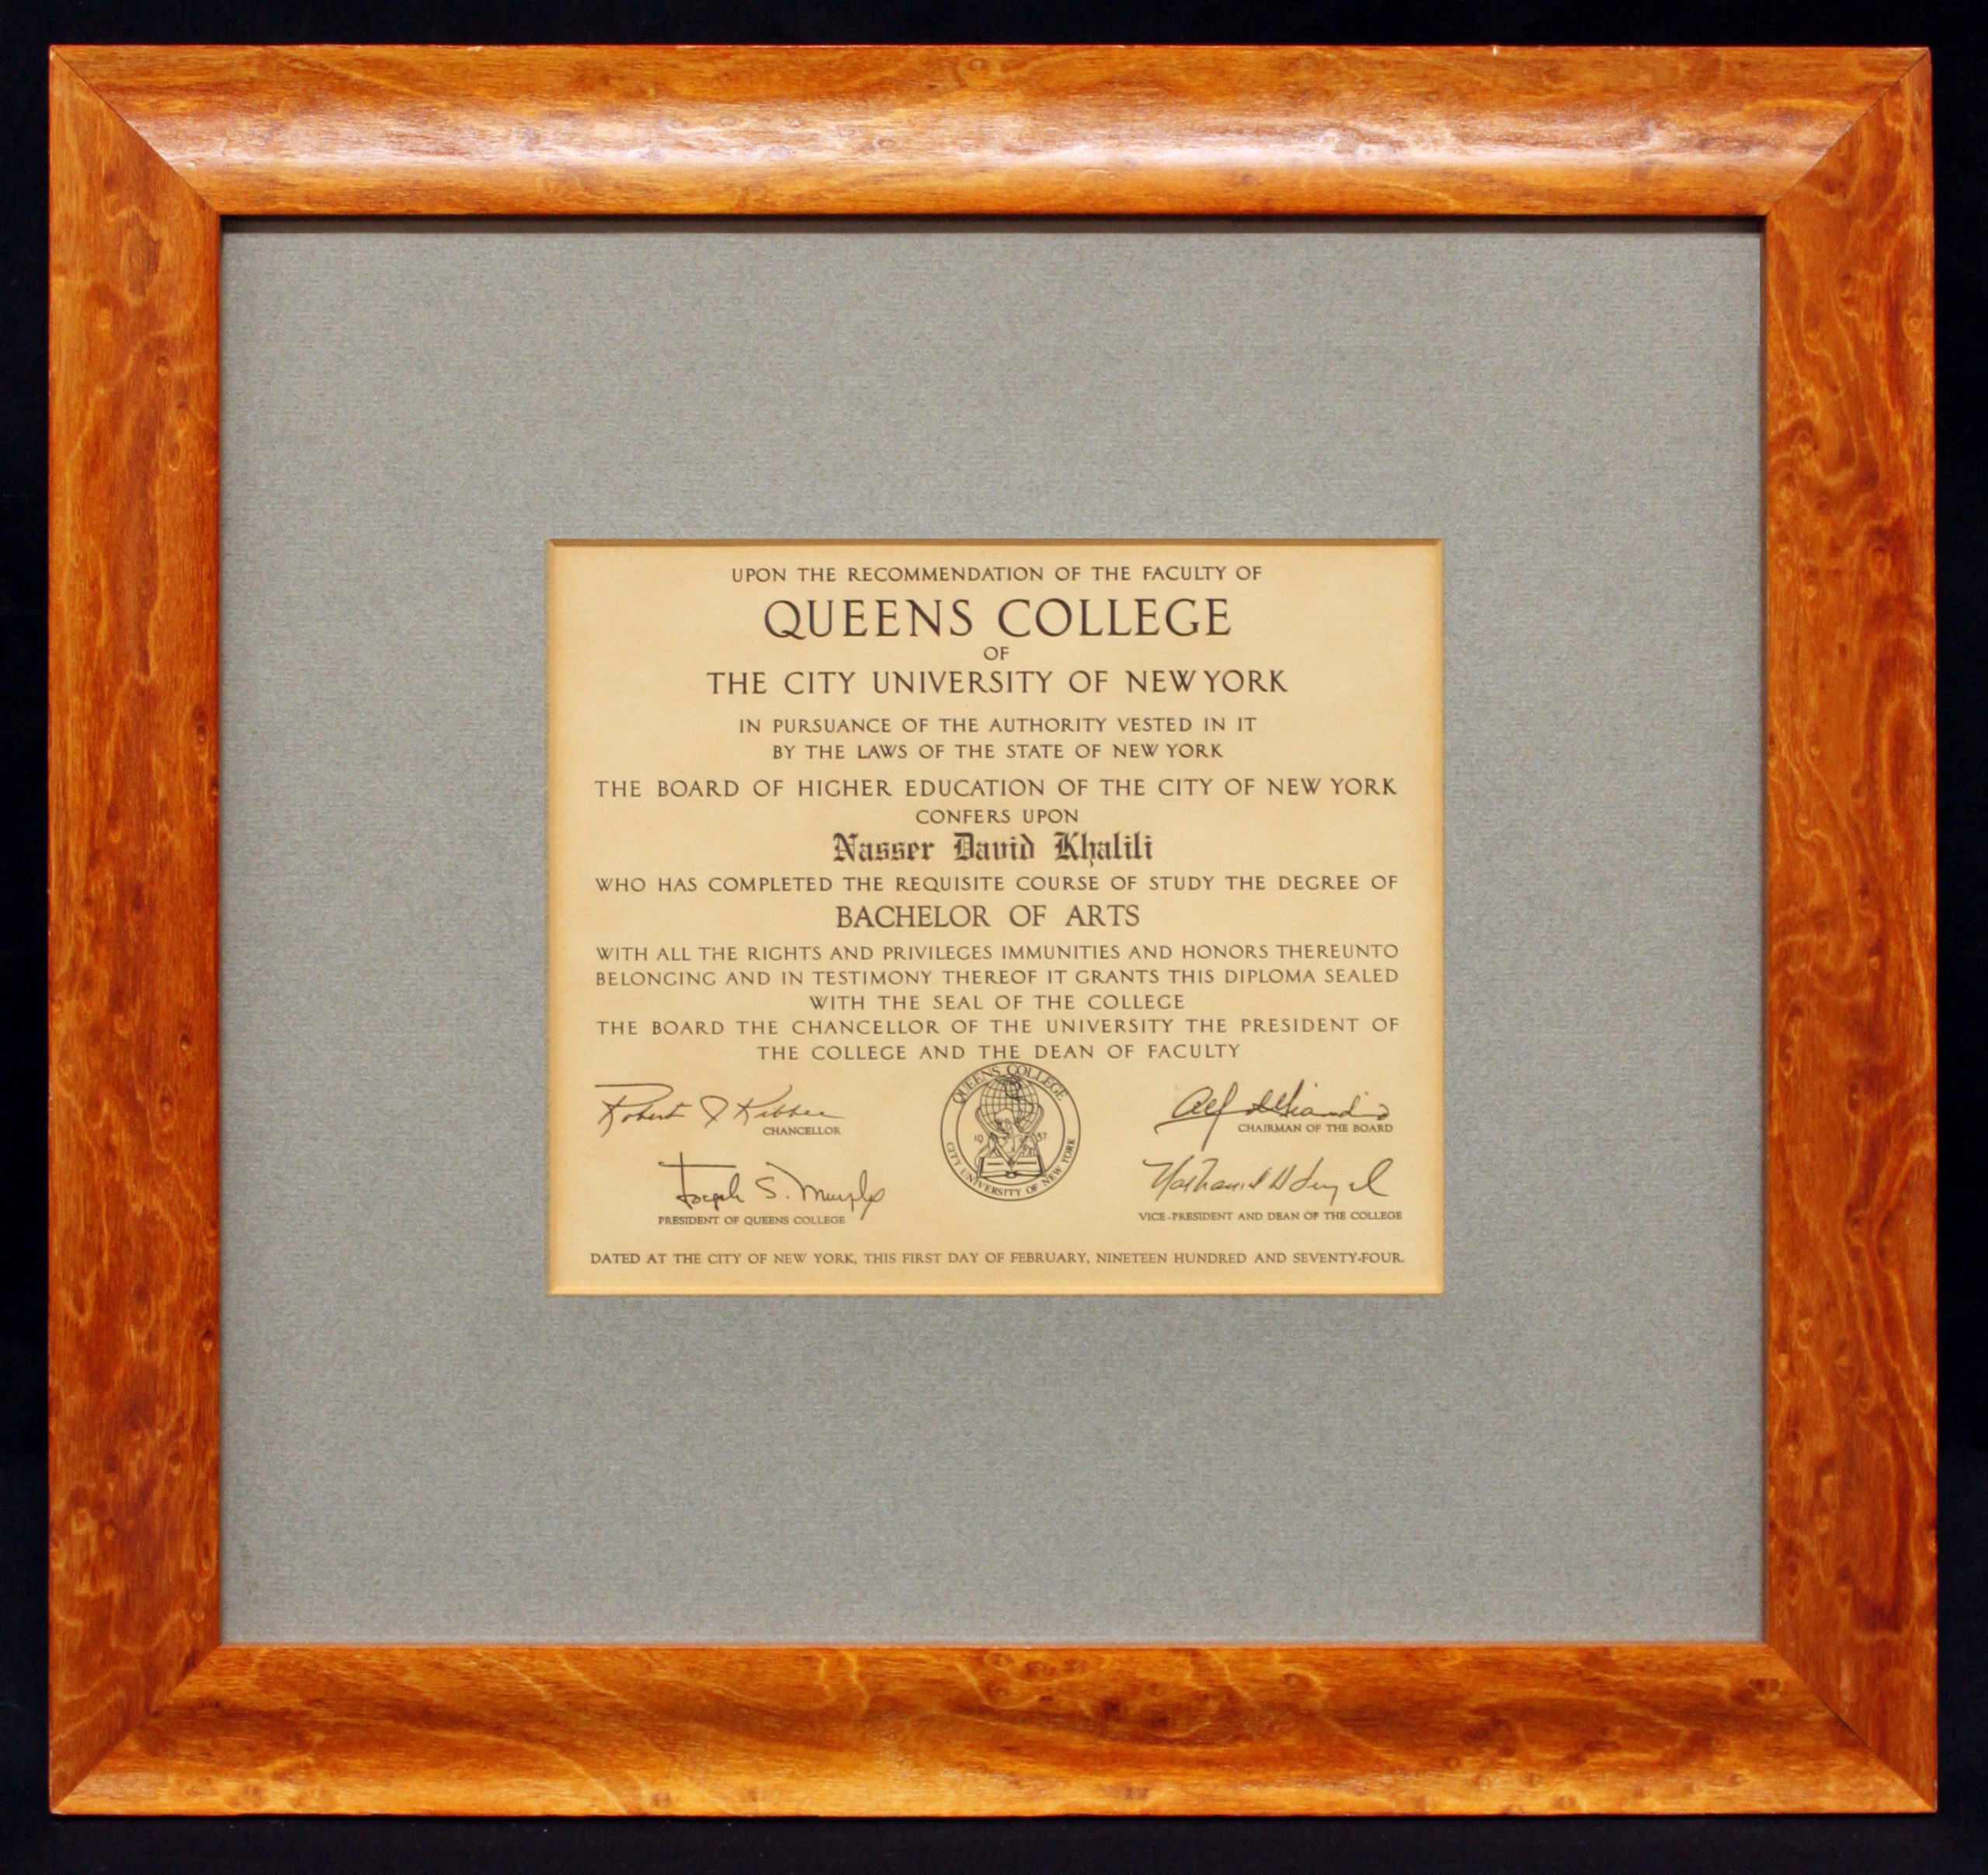 UPON THE RECOMMENDATION OF THE FACULTY OF
QUEENS COLLEGE
OF
THE CITY UNIVERSITY OF NEW YORK
IN PURSUANCE OF THE AUTHORITY VESTED IN IT
BY THE LAWS OF THE STATE OF NEW YORK
THE BOARD OF HIGHER EDUCATION OF THE CITY OF NEW YORK
CONFERS UPON
Nasser David Khalili
WHO HAS COMPLETED THE REQUISITE COURSE OF STUDY THE DEGREE OF
BACHELOR OF ARTS
WITH ALL THE RIGHTS AND PRIVILEGES IMMUNITIES AND HONORS THEREUNTO
BELONGING AND IN TESTIMONY THEREOF IT GRANTS THIS DIPLOMA SEALED
WITH THE SEAL OF THE COLLEGE
THE BOARD THE CHANCELLOR OF THE UNIVERSITY THE PRESIDENT OF
THE COLLEGE AND THE DEAN OF FACULTY
Robert J Kibbee
CHANCELLOR
QUEENS COLLEGE
1937
CITY UNIVERSITY OF NEW YORK
CHAIRMAN OF THE BOARD
Joseph S. Murphy
PRESIDENT OF QUEENS COLLEGE
Nathaniel H
VICE-PRESIDENT AND DEAN OF THE COLLEGE
DATED AT THE CITY OF NEW YORK, THIS FIRST DAY OF FEBRUARY, NINETEEN HUNDRED AND SEVENTY-FOUR.